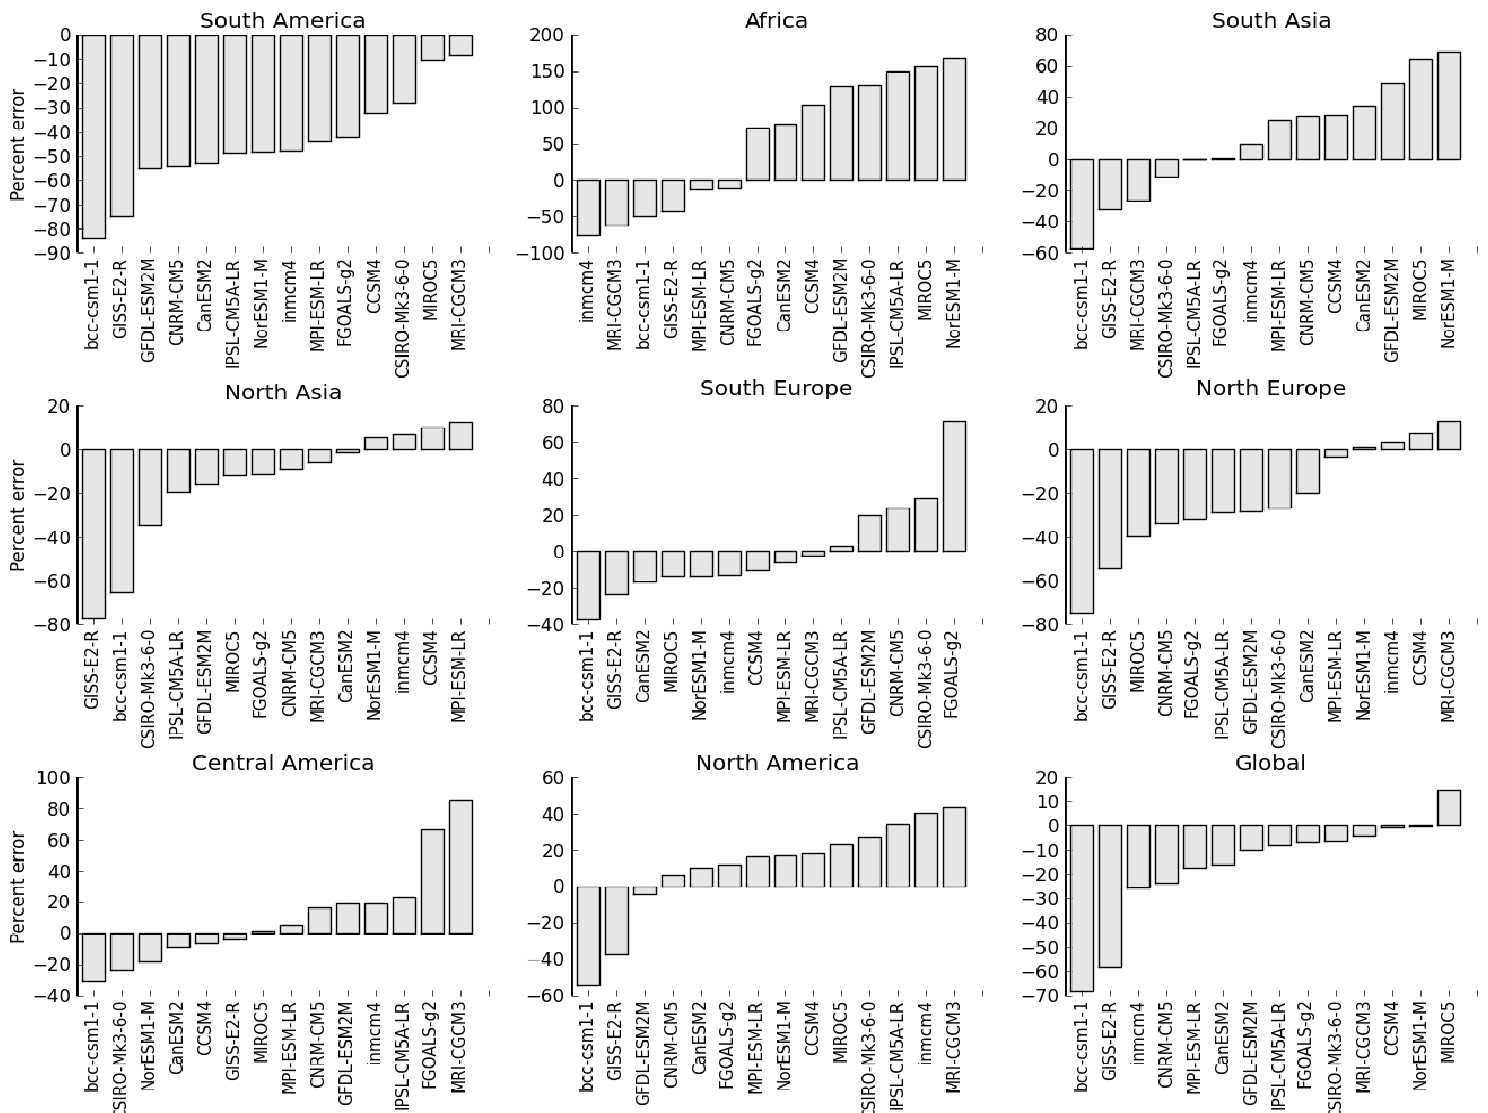 South America
Percent error
0
−10
−20
−30
−40
−50
−60
−70
−80
−90
bcc-csm1-1
GISS-E2-R
GFDL-ESM2M
CNRM-CM5
CanESM2
IPSL-CM5A-LR
NorESM1-M
inmcm4
MPI-ESM-LR
FGOALS-g2
CCSM4
CSIRO-Mk3-6-0
MIROC5
MRI-CGCM3
Africa
200
150
100
50
0
−50
−100
inmcm4
MRI-CGCM3
bcc-csm1-1
GISS-E2-R
MPI-ESM-LR
CNRM-CM5
FGOALS-g2
CanESM2
CCSM4
GFDL-ESM2M
CSIRO-Mk3-6-0
IPSL-CM5A-LR
MIROC5
NorESM1-M
South Asia
80
60
40
20
0
−20
−40
−60
bcc-csm1-1
GISS-E2-R
MRI-CGCM3
CSIRO-Mk3-6-0
IPSL-CM5A-LR
FGOALS-g2
inmcm4
MPI-ESM-LR
CNRM-CM5
CCSM4
CanESM2
GFDL-ESM2M
MIROC5
NorESM1-M
North Asia
Percent error
20
0
−20
−40
−60
−80
GISS-E2-R
bcc-csm1-1
CSIRO-Mk3-6-0
IPSL-CM5A-LR
GFDL-ESM2M
MIROC5
FGOALS-g2
CNRM-CM5
MRI-CGCM3
CanESM2
NorESM1-M
inmcm4
CCSM4
MPI-ESM-LR
South Europe
80
60
40
20
0
−20
−40
bcc-csm1-1
GISS-E2-R
CanESM2
MIROC5
NorESM1-M
inmcm4
CCSM4
MPI-ESM-LR
MRI-CGCM3
IPSL-CM5A-LR
GFDL-ESM2M
CNRM-CM5
CSIRO-Mk3-6-0
FGOALS-g2
North Europe
20
0
−20
−40
−60
−80
bcc-csm1-1
GISS-E2-R
MIROC5
CNRM-CM5
FGOALS-g2
IPSL-CM5A-LR
GFDL-ESM2M
CSIRO-Mk3-6-0
CanESM2
MPI-ESM-LR
NorESM1-M
inmcm4
CCSM4
MRI-CGCM3
Central America
Percent error
100
80
60
40
20
0
−20
−40
bcc-csm1-1
CSIRO-Mk3-6-0
NorESM1-M
CanESM2
CCSM4
GISS-E2-R
MIROC5
MPI-ESM-LR
CNRM-CM5
GFDL-ESM2M
inmcm4
IPSL-CM5A-LR
FGOALS-g2
MRI-CGCM3
North America
60
40
20
0
−20
−40
−60
bcc-csm1-1
GISS-E2-R
GFDL-ESM2M
CNRM-CM5
CanESM2
FGOALS-g2
MPI-ESM-LR
NorESM1-M
CCSM4
MIROC5
CSIRO-Mk3-6-0
IPSL-CM5A-LR
inmcm4
MRI-CGCM3
Global
20
10
0
−10
−20
−30
−40
−50
−60
−70
bcc-csm1-1
GISS-E2-R
inmcm4
CNRM-CM5
MPI-ESM-LR
CanESM2
GFDL-ESM2M
IPSL-CM5A-LR
FGOALS-g2
CSIRO-Mk3-6-0
MRI-CGCM3
CCSM4
NorESM1-M
MIROC5